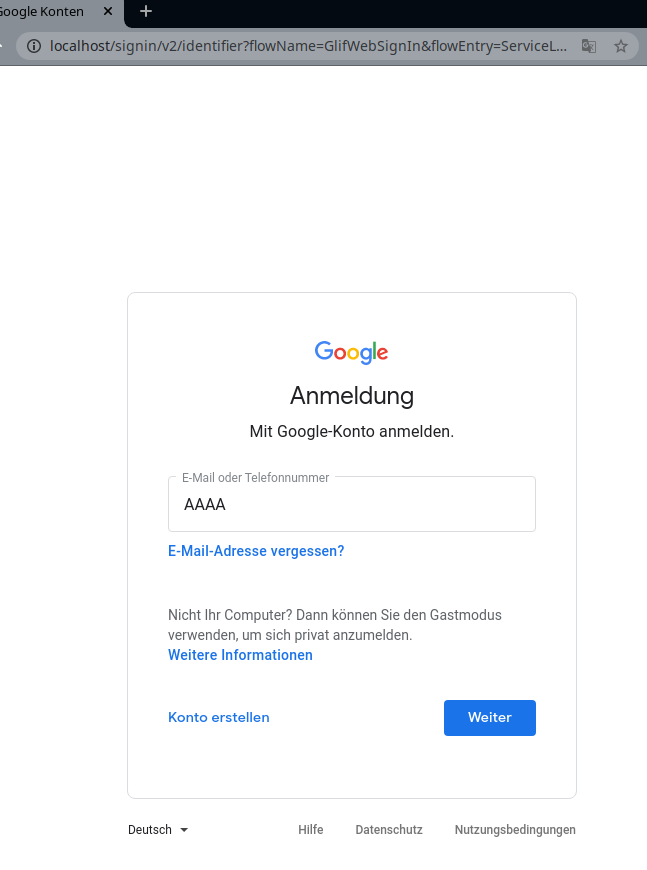 Google Konten
localhost/signin/v2/identifier?flowName=GlifWebSignIn&flowEntry=ServiceL...
Google
Anmeldung
Mit Google-Konto anmelden.
E-Mail oder Telefonnummer
AAAA
E-Mail-Adresse vergessen?
Nicht Ihr Computer? Dann können Sie den Gastmodus
verwenden, um sich privat anzumelden.
Weitere Informationen
Konto erstellen Weiter
Deutsch Hilfe Datenschutz Nutzungsbedingungen